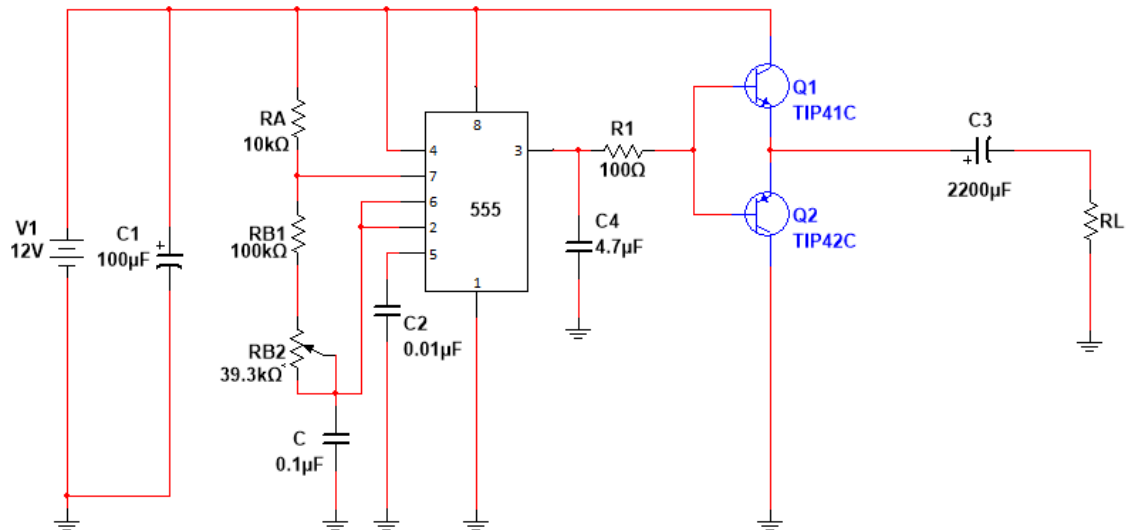 V1
12V
C1
+
100µF
RA
10kΩ
RB1
100kΩ
RB2
39.3kΩ
C
0.1µF
C2
0.01µF
8
4
7
6
2
5
3
1
555
R1
100Ω
C4
4.7µF
Q1
TIP41C
Q2
TIP42C
C3
+
2200µF
RL